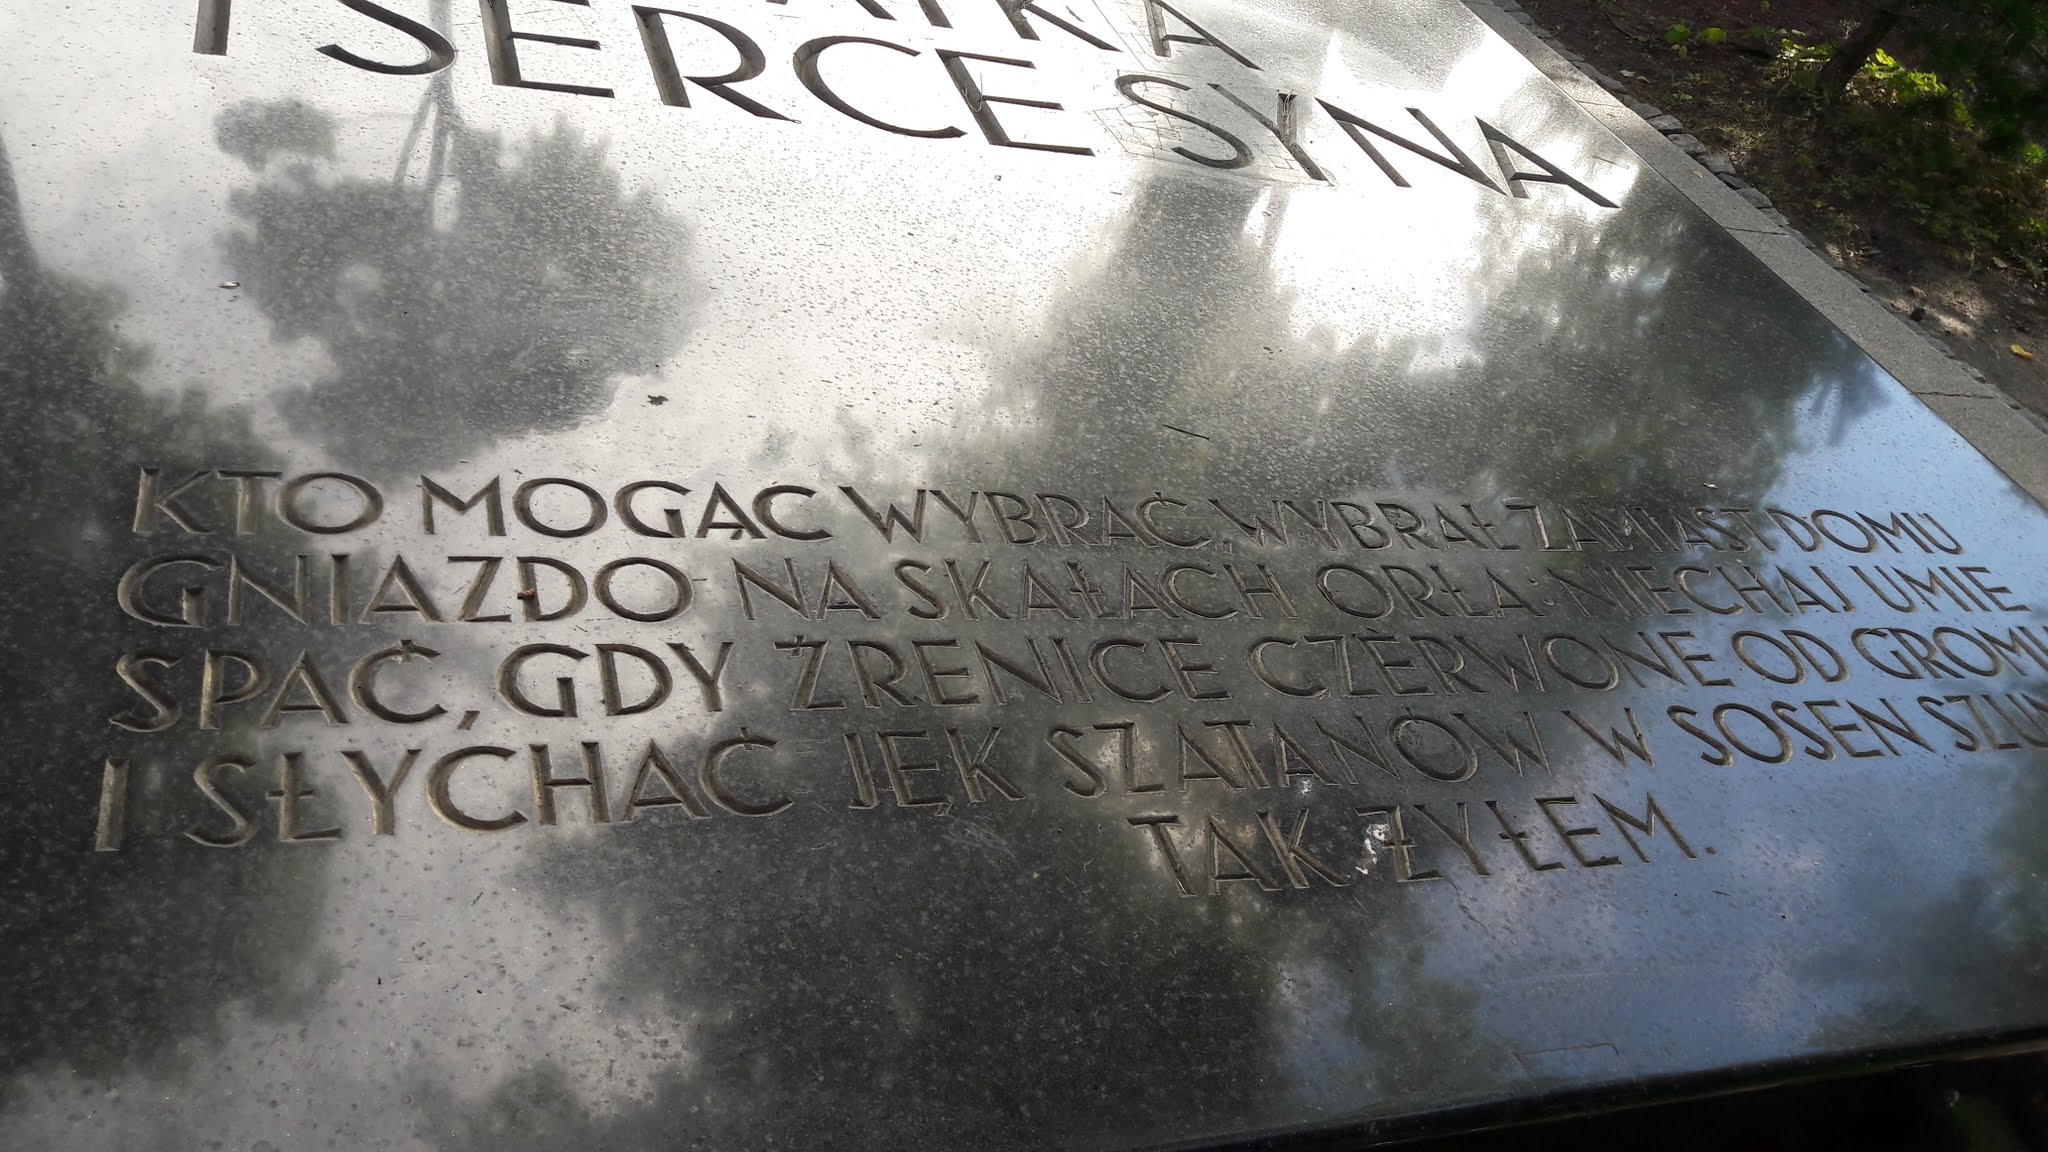 I SERCE SYNA
KTO MOGĄC WYBRAĆ, WYBRAŁ ZAMIAST DOMU
GNIAZDO NA SKAŁACH ORŁA: NIECHAJ UMIE
SPAĆ, GDY ŹRENICE CZERWONE OD GROMU
I SŁYCHAĆ JĘK SZATANÓW W SOSEN
TAK ŻYŁEM.